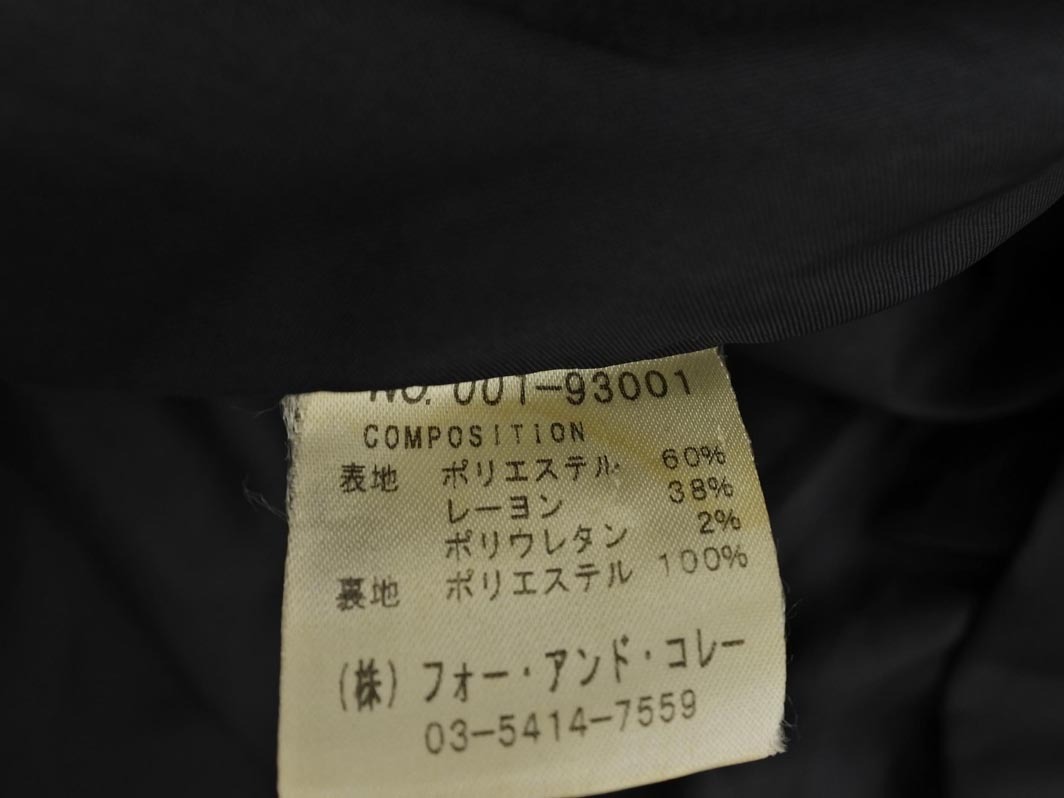 NO. 001-93001
COMPOSITION
表地 ポリエステル 60%
レーヨン 38%
ポリウレタン 2%
裏地 ポリエステル 100%
(株)フォー・アンド・コレー
03-5414-7559